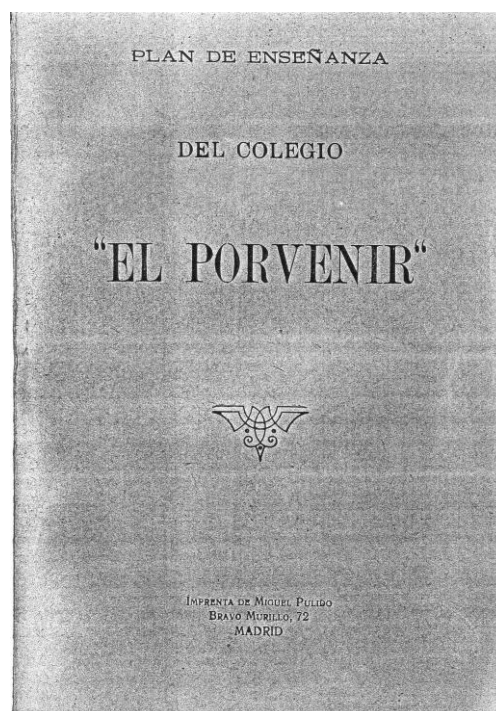 PLAN DE ENSEÑANZA
DEL COLEGIO
"EL PORVENIR"
IMPRENTA DE MIGUEL PULIDO
BRAVO MURILLO, 72
MADRID